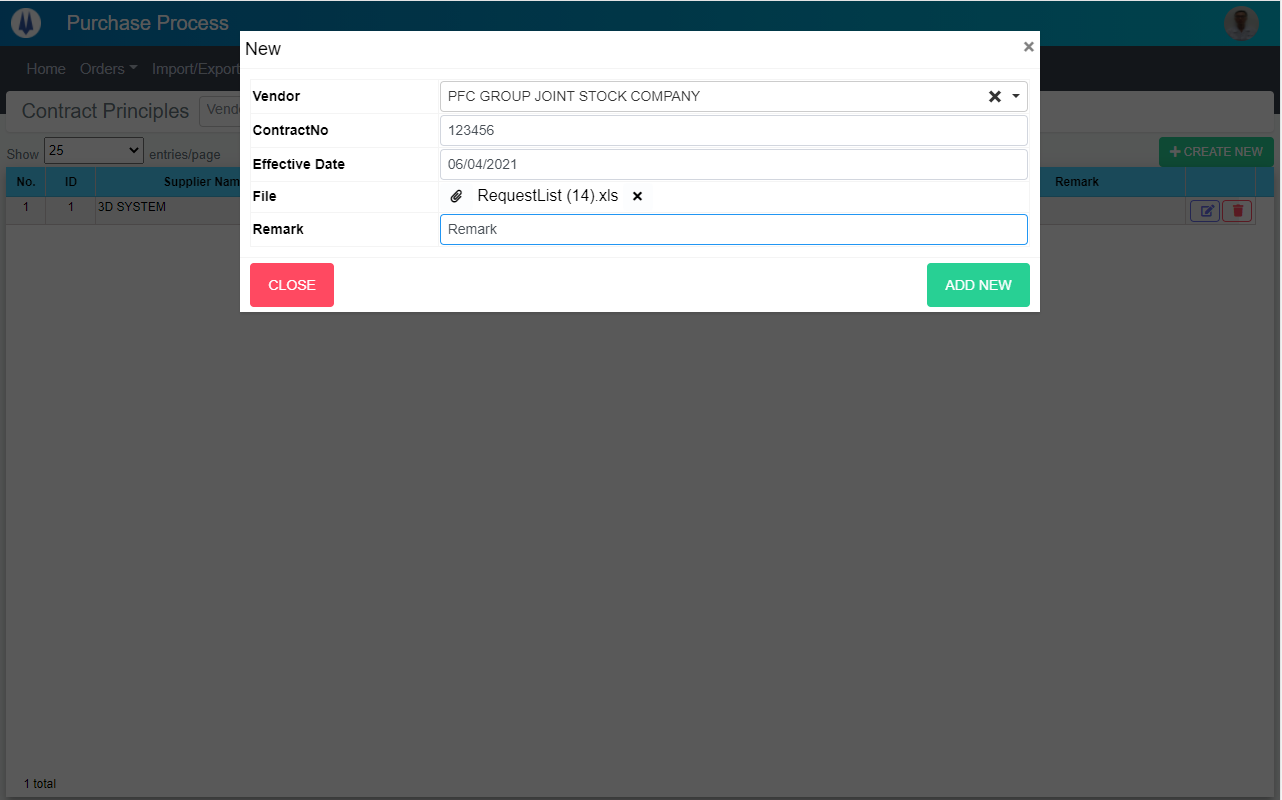 Purchase Process
New
×
Home Orders Import/Export
Vendor PFC GROUP JOINT STOCK COMPANY
Contract Principles Vend
ContractNo 123456
Show 25 entries/page
CREATE NEW
Effective Date 06/04/2021
No. ID Supplier Nam Remark
File RequestList (14).xls
1 1 3D SYSTEM
Remark Remark
CLOSE ADD NEW
1 total